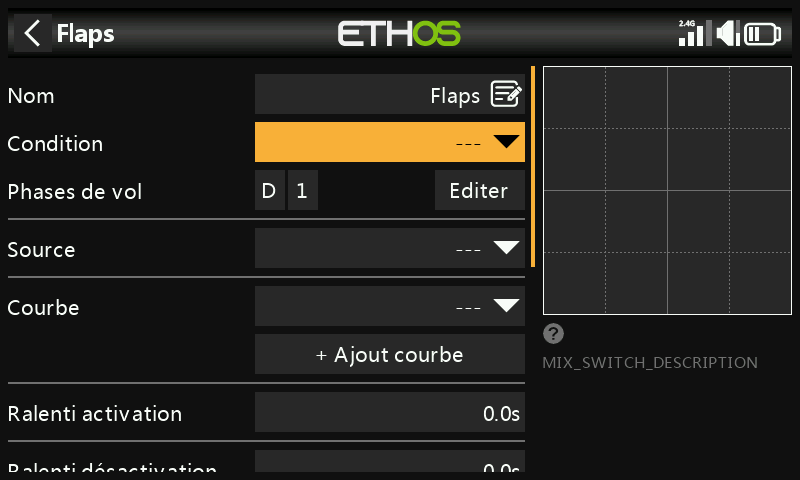 Flaps
ETHOS
2.4G
Nom
Flaps
Condition
---
Phases de vol
D
1
Editer
Source
---
Courbe
---
+ Ajout courbe
Ralenti activation
0.0s
Ralenti désactivation
0.0s
?
MIX_SWITCH_DESCRIPTION